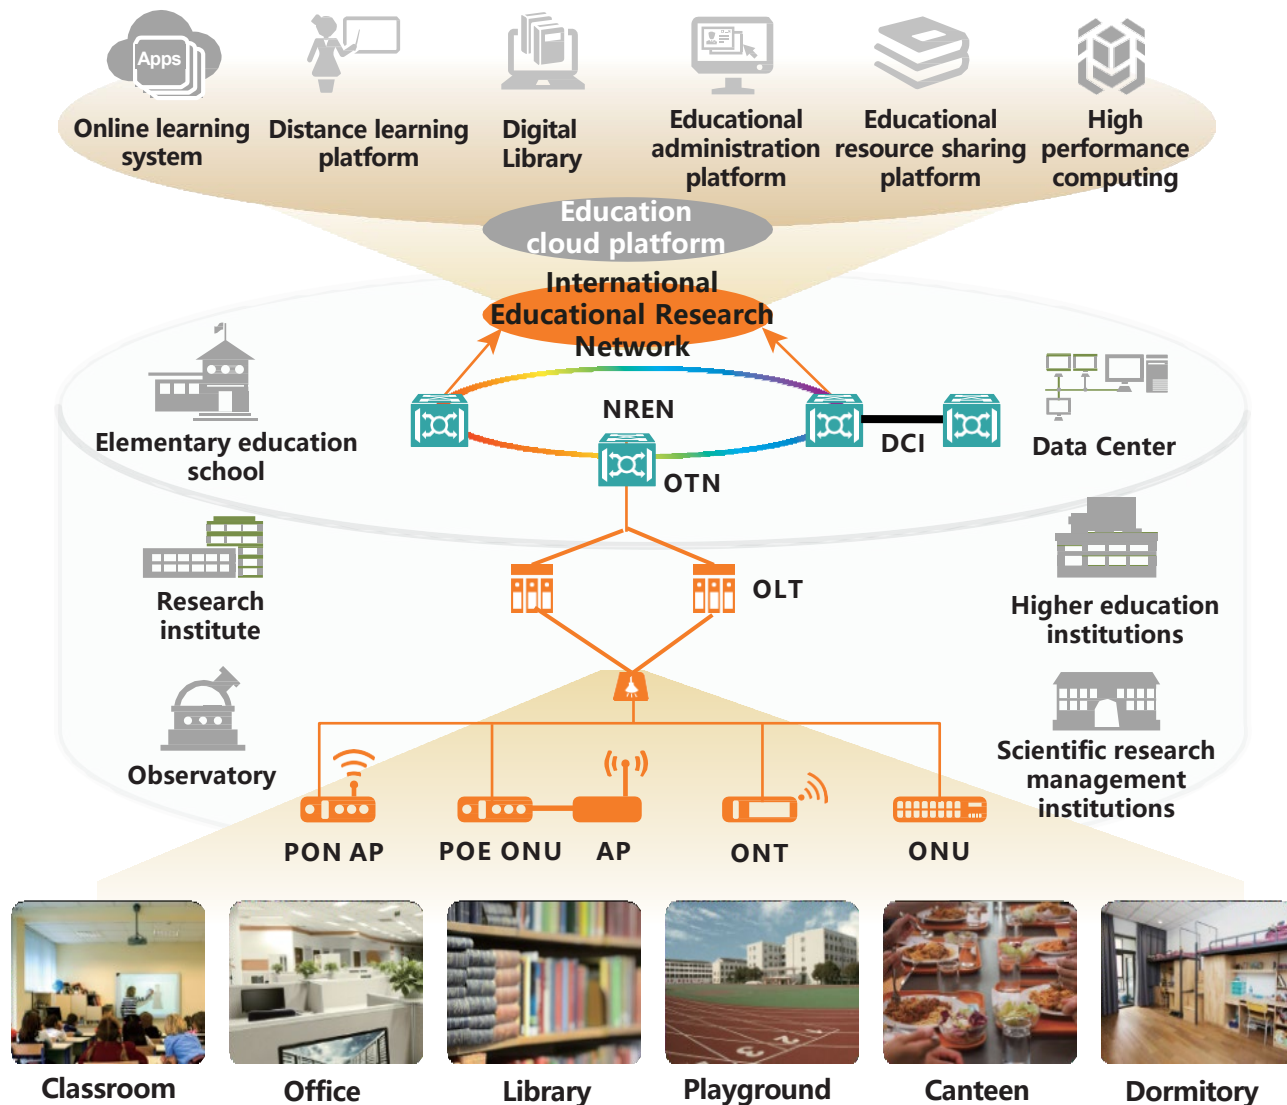 Apps
Online learning
system
Distance learning
platform
Digital
Library
Educational
administration
platform
Educational
resource sharing
platform
High
performance
computing
Education
cloud platform
International
Educational Research
Network
Elementary education
school
NREN
OTN
DCI
Data Center
Research
institute
OLT
Higher education
institutions
Observatory
Scientific research
management
institutions
PON AP
POE ONU
AP
ONT
ONU
1
2
3
Classroom
Office
Library
Playground
Canteen
Dormitory